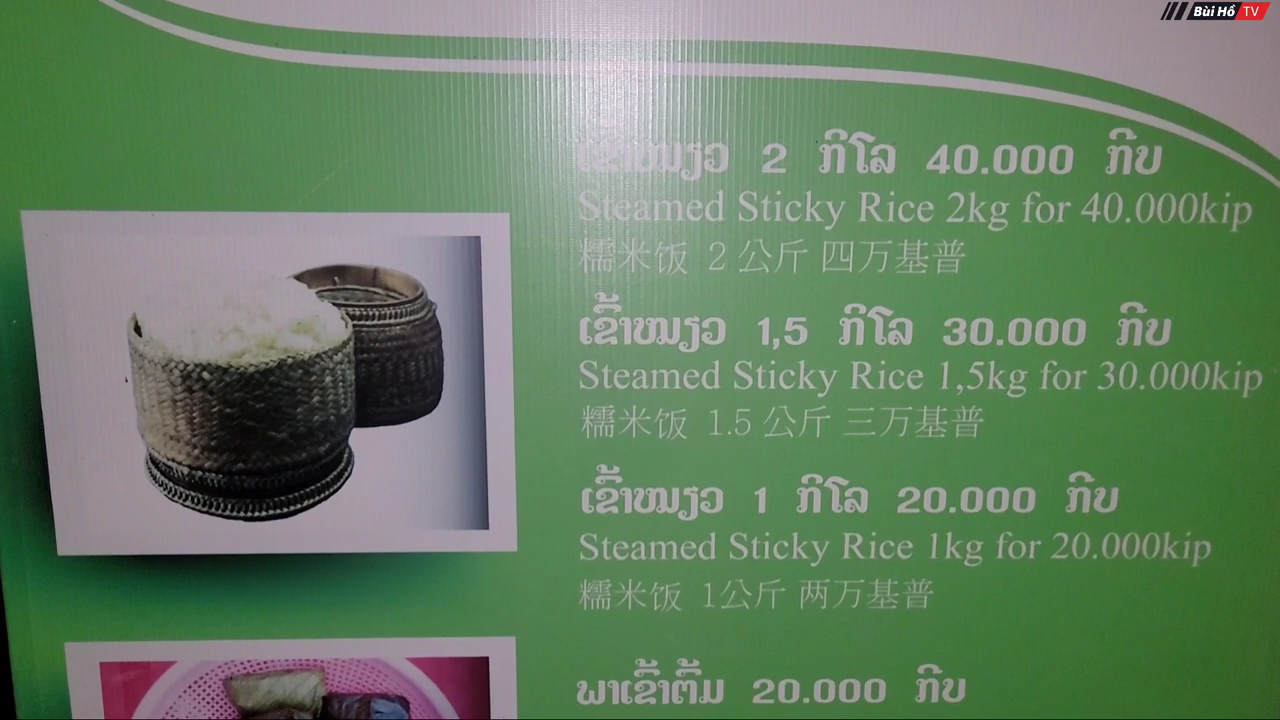 Bùi Hồ TV
ເຂົ້າໜຽວ 2 ກິໂລ 40.000 ກີບ
Steamed Sticky Rice 2kg for 40.000kip
糯米饭 2 公斤 四万基普
ເຂົ້າໜຽວ 1,5 ກິໂລ 30.000 ກີບ
Steamed Sticky Rice 1,5kg for 30.000kip
糯米饭 1.5 公斤 三万基普
ເຂົ້າໜຽວ 1 ກິໂລ 20.000 ກີບ
Steamed Sticky Rice 1kg for 20.000kip
糯米饭 1公斤 两万基普
ພາເຂົ້າຕົ້ມ 20.000 ກີບ